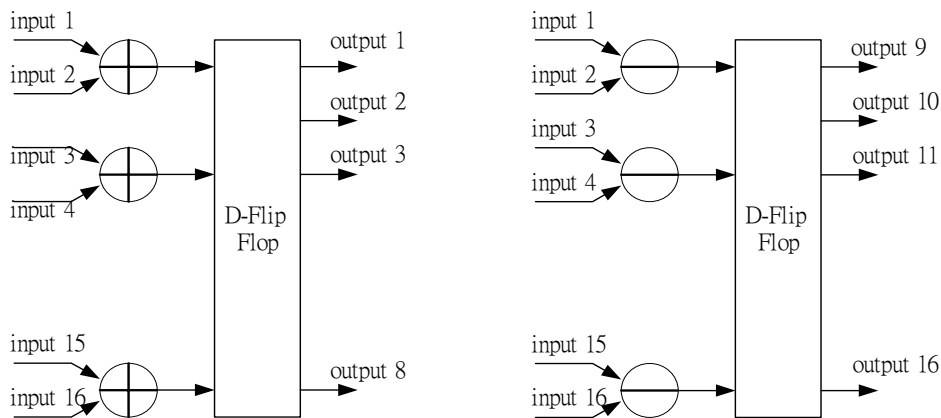 input 1
output 1
input 2
output 2
input 3
output 3
input 4
D-Flip
Flop
input 15
output 8
input 16
input 1
output 9
input 2
output 10
input 3
output 11
input 4
D-Flip
Flop
input 15
output 16
input 16